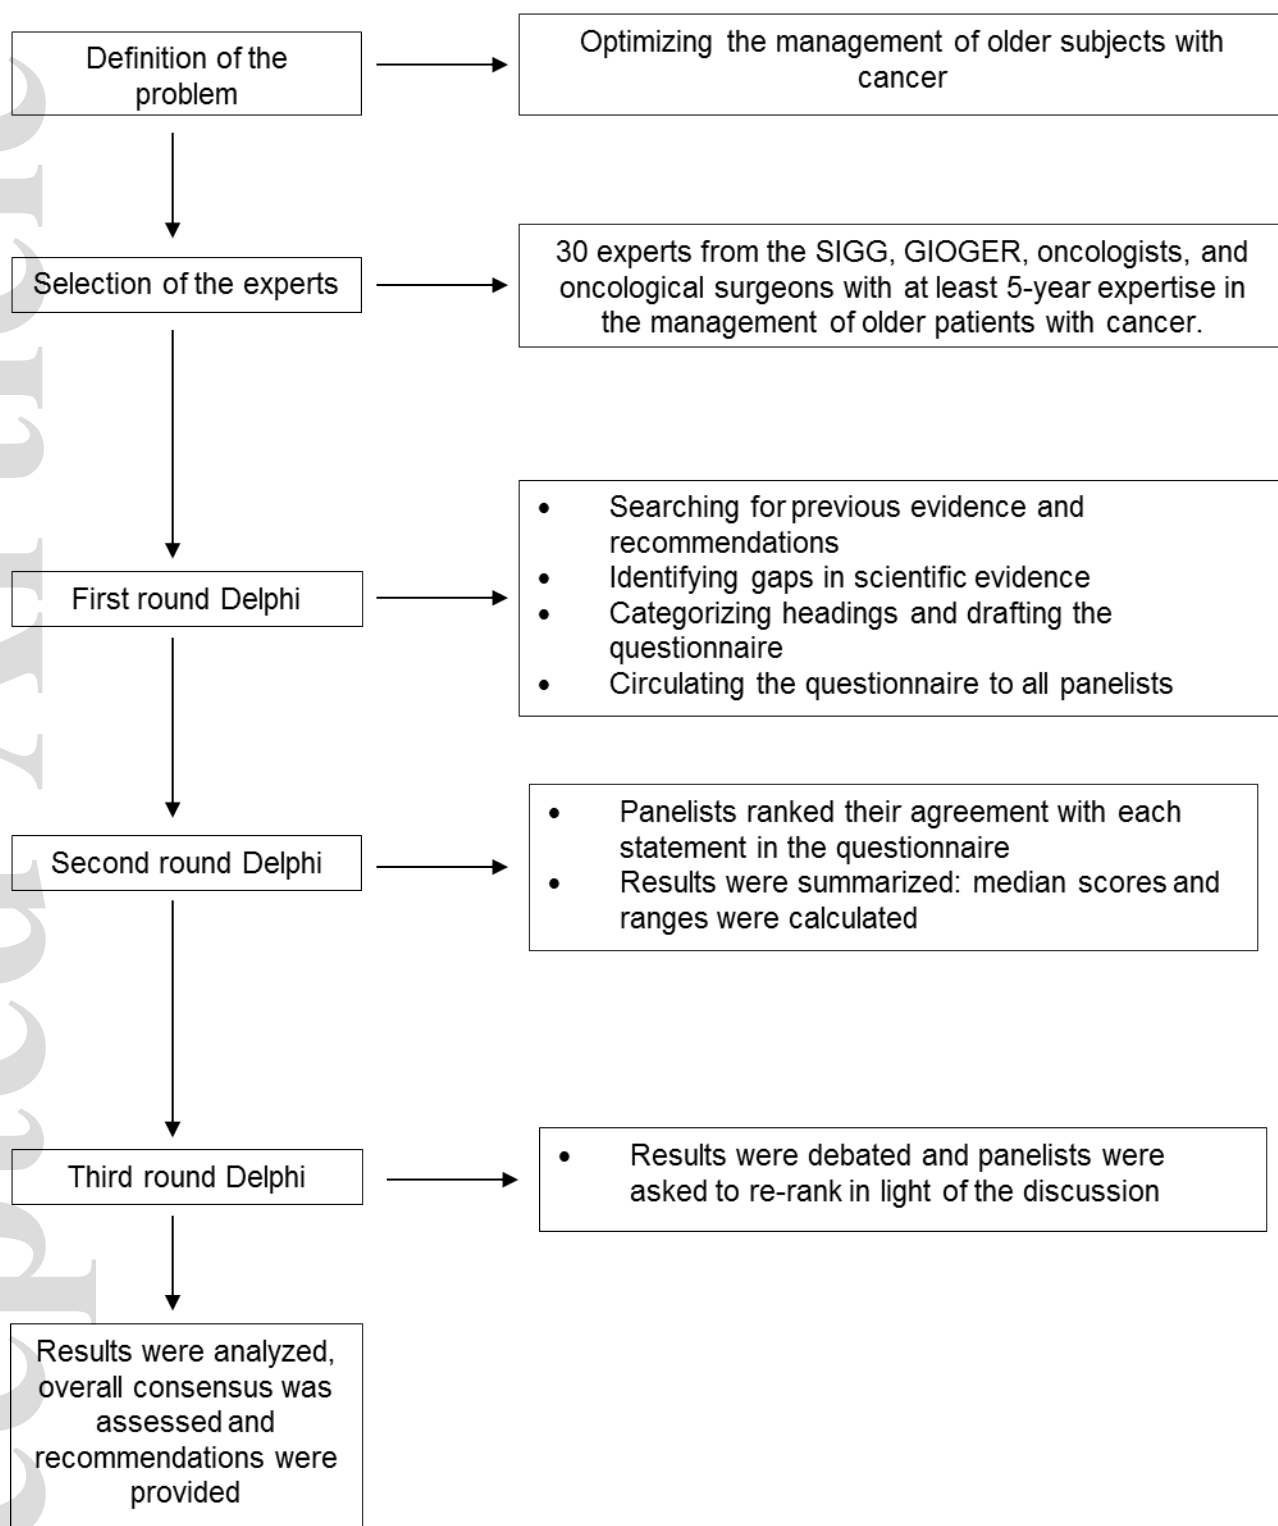 Definition of the
problem
Optimizing the management of older subjects with
cancer
Selection of the experts
30 experts from the SIGG, GIOGER, oncologists, and
oncological surgeons with at least 5-year expertise in
the management of older patients with cancer.
First round Delphi
• Searching for previous evidence and
recommendations
• Identifying gaps in scientific evidence
• Categorizing headings and drafting the
questionnaire
• Circulating the questionnaire to all panelists
Second round Delphi
• Panelists ranked their agreement with each
statement in the questionnaire
• Results were summarized: median scores and
ranges were calculated
Third round Delphi
• Results were debated and panelists were
asked to re-rank in light of the discussion
Results were analyzed,
overall consensus was
assessed and
recommendations were
provided